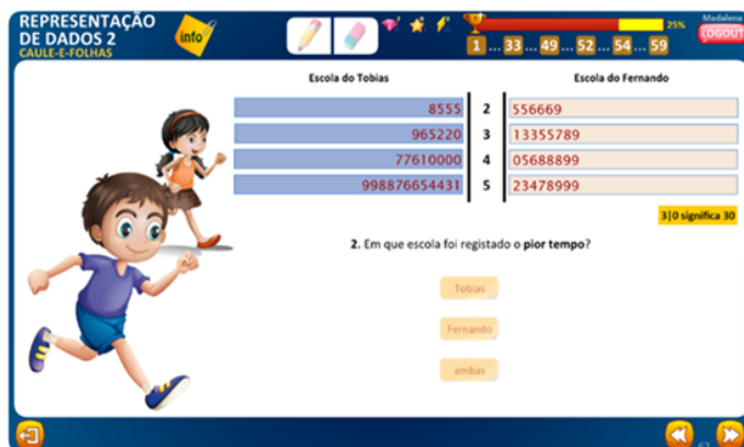 REPRESENTAÇÃO
DE DADOS 2
CAULE-E-FOLHAS
info
25%
Madalena
LOGOUT
1 ... 33 ... 49 ... 52 ... 54 ... 59
Escola do Tobias
Escola do Fernando
8555 2 556669
965220 3 13355789
77610000 4 05688899
998876654431 5 23478999
3|0 significa 30
2. Em que escola foi registado o pior tempo?
Tobias
Fernando
ambas